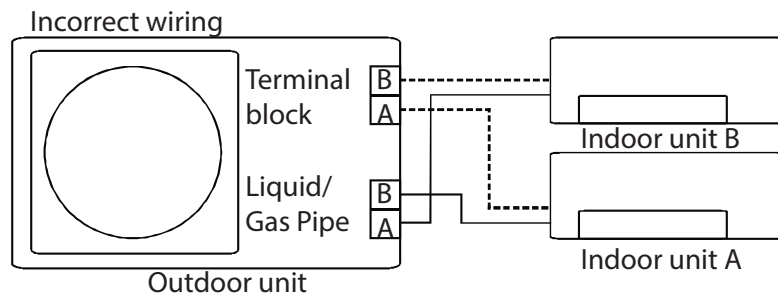 Incorrect wiring
Terminal
block
B
A
Liquid/
Gas Pipe
B
A
Outdoor unit
Indoor unit B
Indoor unit A